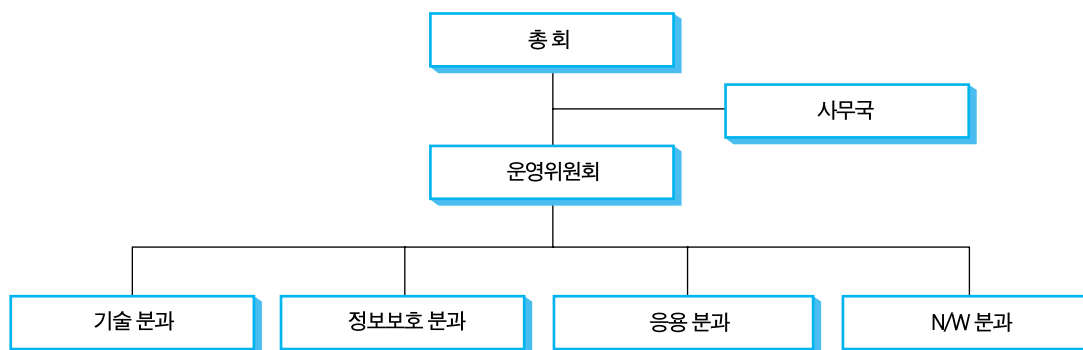 총 회
사무국
운영위원회
기술 분과
정보보호 분과
응용 분과
N/W 분과